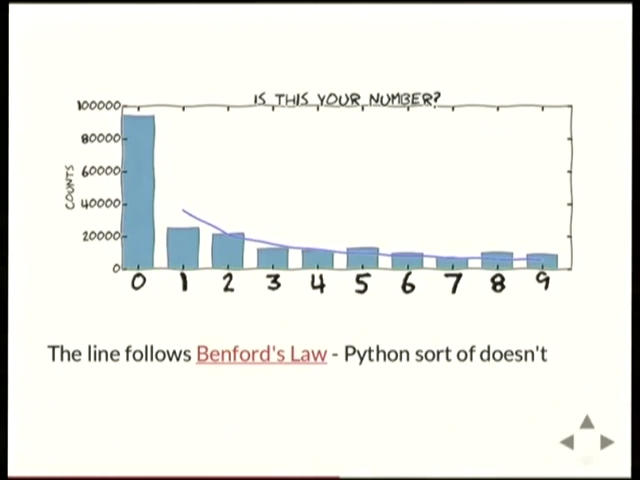 IS THIS YOUR NUMBER?
100000
80000
60000
40000
20000
0
COUNTS
0 1 2 3 4 5 6 7 8 9
The line follows Benford's Law - Python sort of doesn't